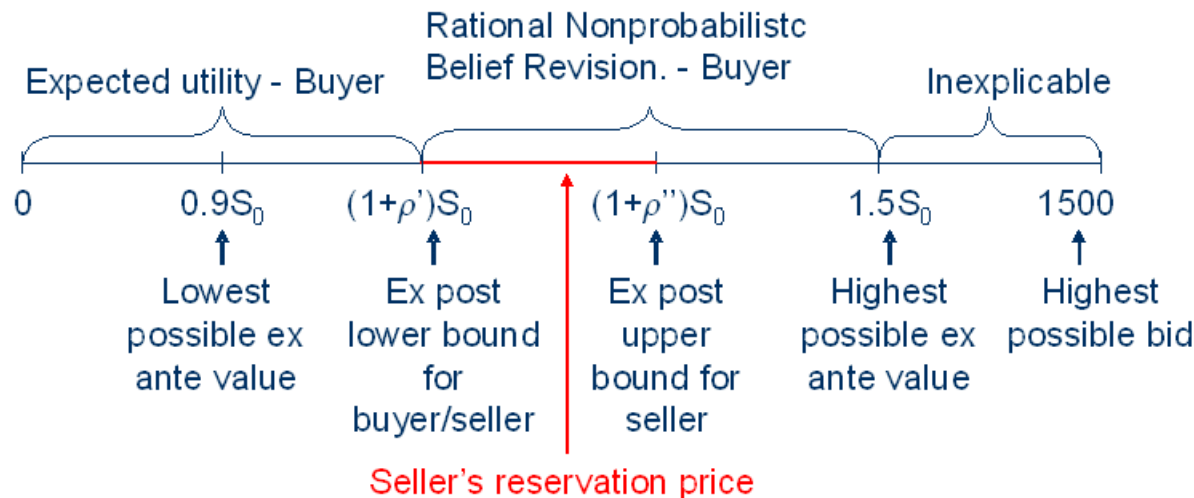 Rational Nonprobabilistc
Belief Revision. - Buyer
Expected utility - Buyer
Inexplicable
0
0.9S₀
(1+ρ’)S₀
(1+ρ’’)S₀
1.5S₀
1500
Lowest
possible ex
ante value
Ex post
lower bound
for
buyer/seller
Ex post
upper
bound for
seller
Highest
possible ex
ante value
Highest
possible bid
Seller’s reservation price